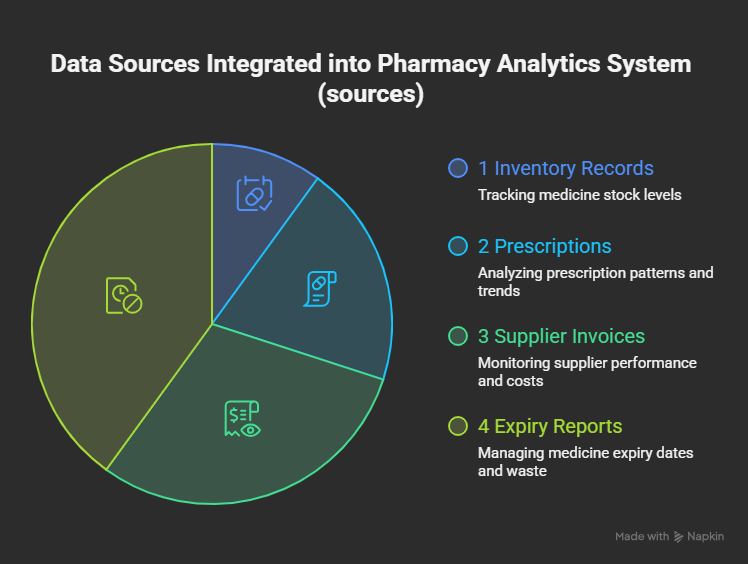 Data Sources Integrated into Pharmacy Analytics System
(sources)
1 Inventory Records
Tracking medicine stock levels
2 Prescriptions
Analyzing prescription patterns and
trends
3 Supplier Invoices
Monitoring supplier performance
and costs
4 Expiry Reports
Managing medicine expiry dates
and waste
Made with Napkin